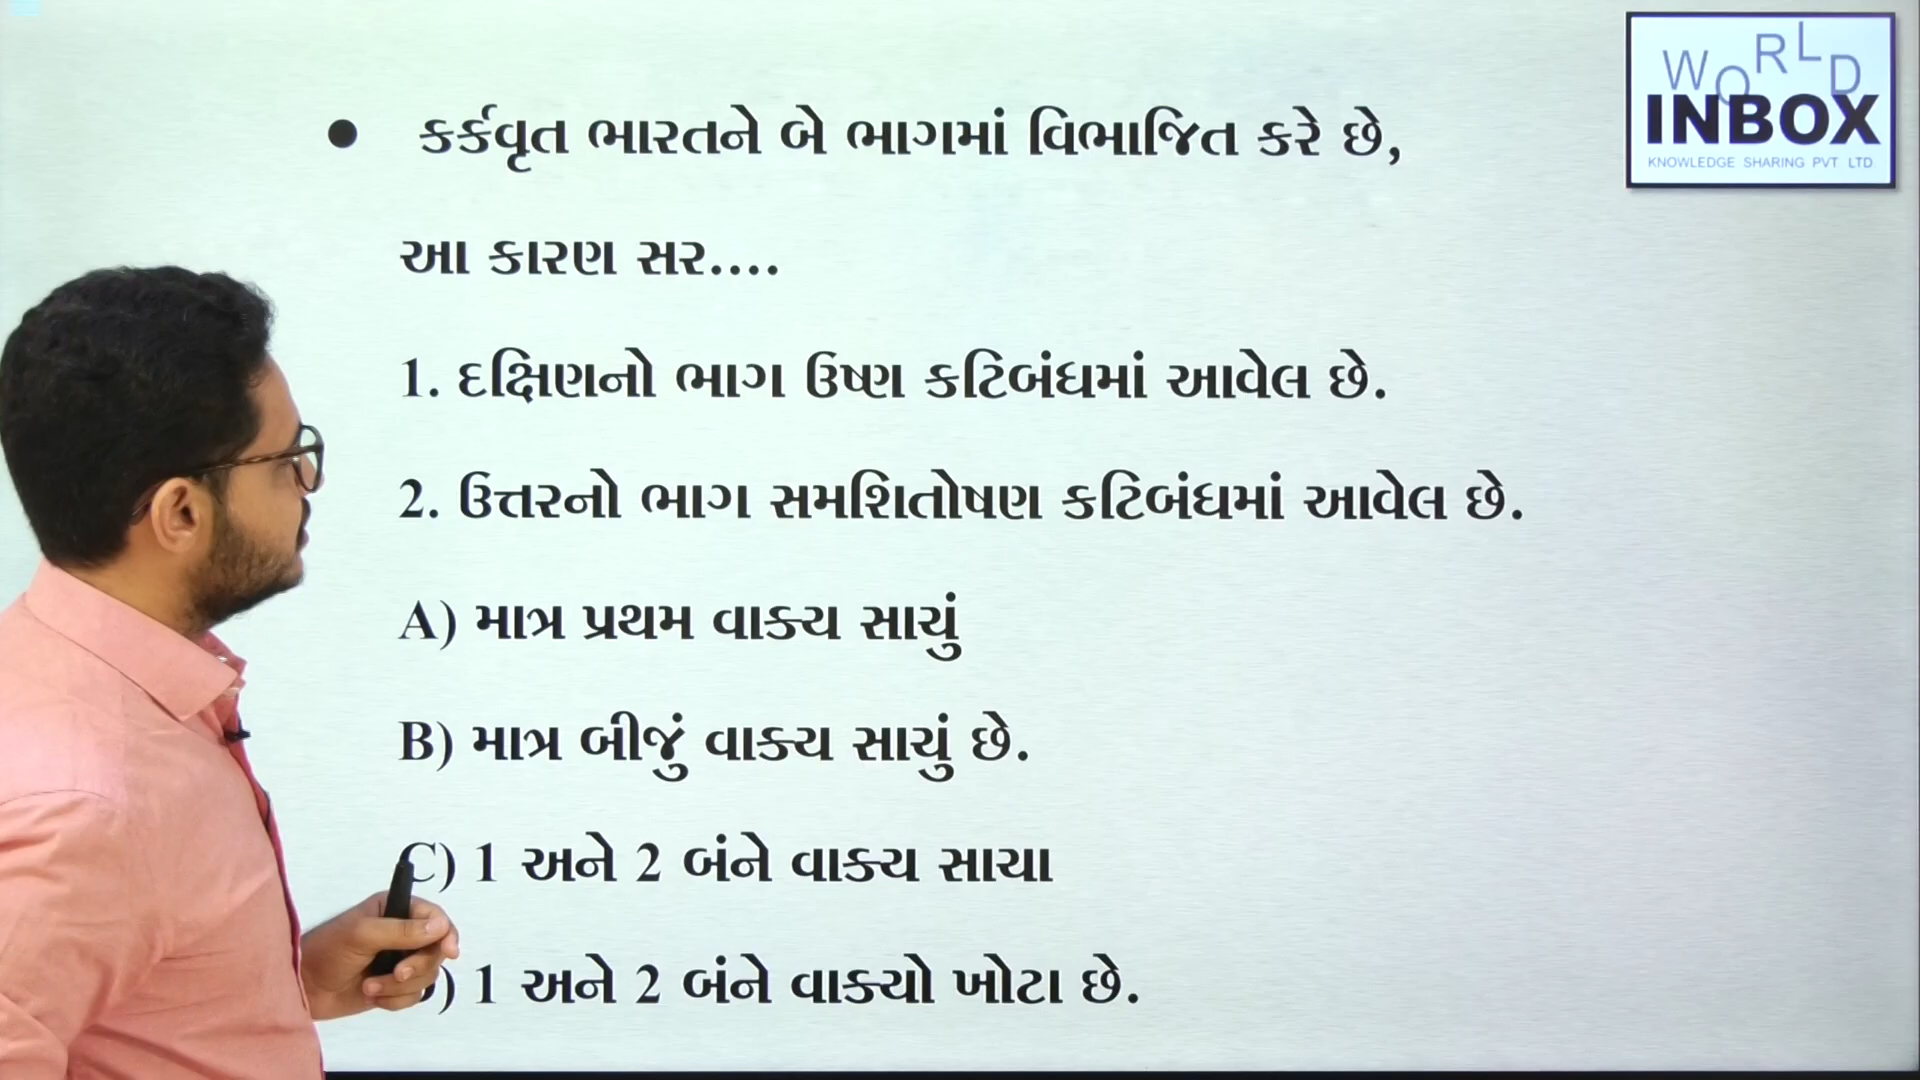 WORLD
INBOX
KNOWLEDGE SHARING PVT LTD
• કર્કવૃત ભારતને બે ભાગમાં વિભાજિત કરે છે,
આ કારણ સર....
1. દક્ષિણનો ભાગ ઉષ્ણ કટિબંધમાં આવેલ છે.
2. ઉત્તરનો ભાગ સમશિતોષણ કટિબંધમાં આવેલ છે.
A) માત્ર પ્રથમ વાક્ય સાચું
B) માત્ર બીજું વાક્ય સાચું છે.
C) 1 અને 2 બંને વાક્ય સાચા
) 1 અને 2 બંને વાક્યો ખોટા છે.